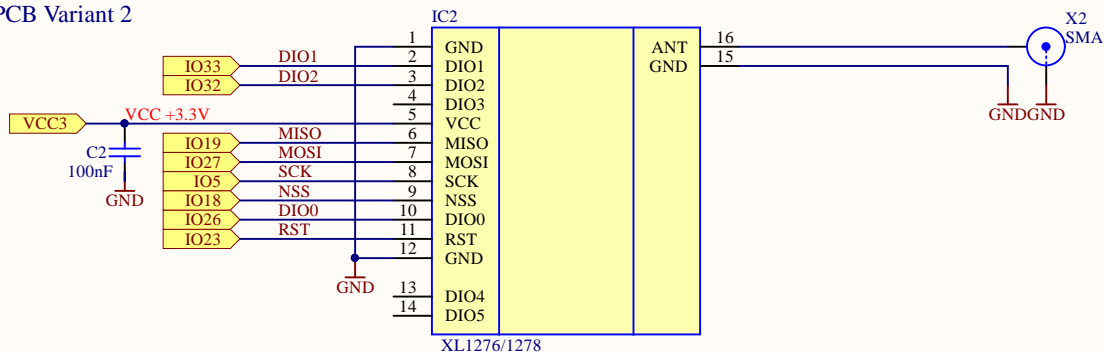 PCB Variant 2
IC2
X2
SMA
1 GND
IO33 DIO1 2 DIO1
IO32 DIO2 3 DIO2
4 DIO3
VCC3 VCC +3.3V 5 VCC
IO19 MISO 6 MISO
IO27 MOSI 7 MOSI
IO5 SCK 8 SCK
IO18 NSS 9 NSS
IO26 DIO0 10 DIO0
IO23 RST 11 RST
12 GND
13 DIO4
14 DIO5
ANT 16
GND 15
C2
100nF
GND
GND
GND
GND
XL1276/1278